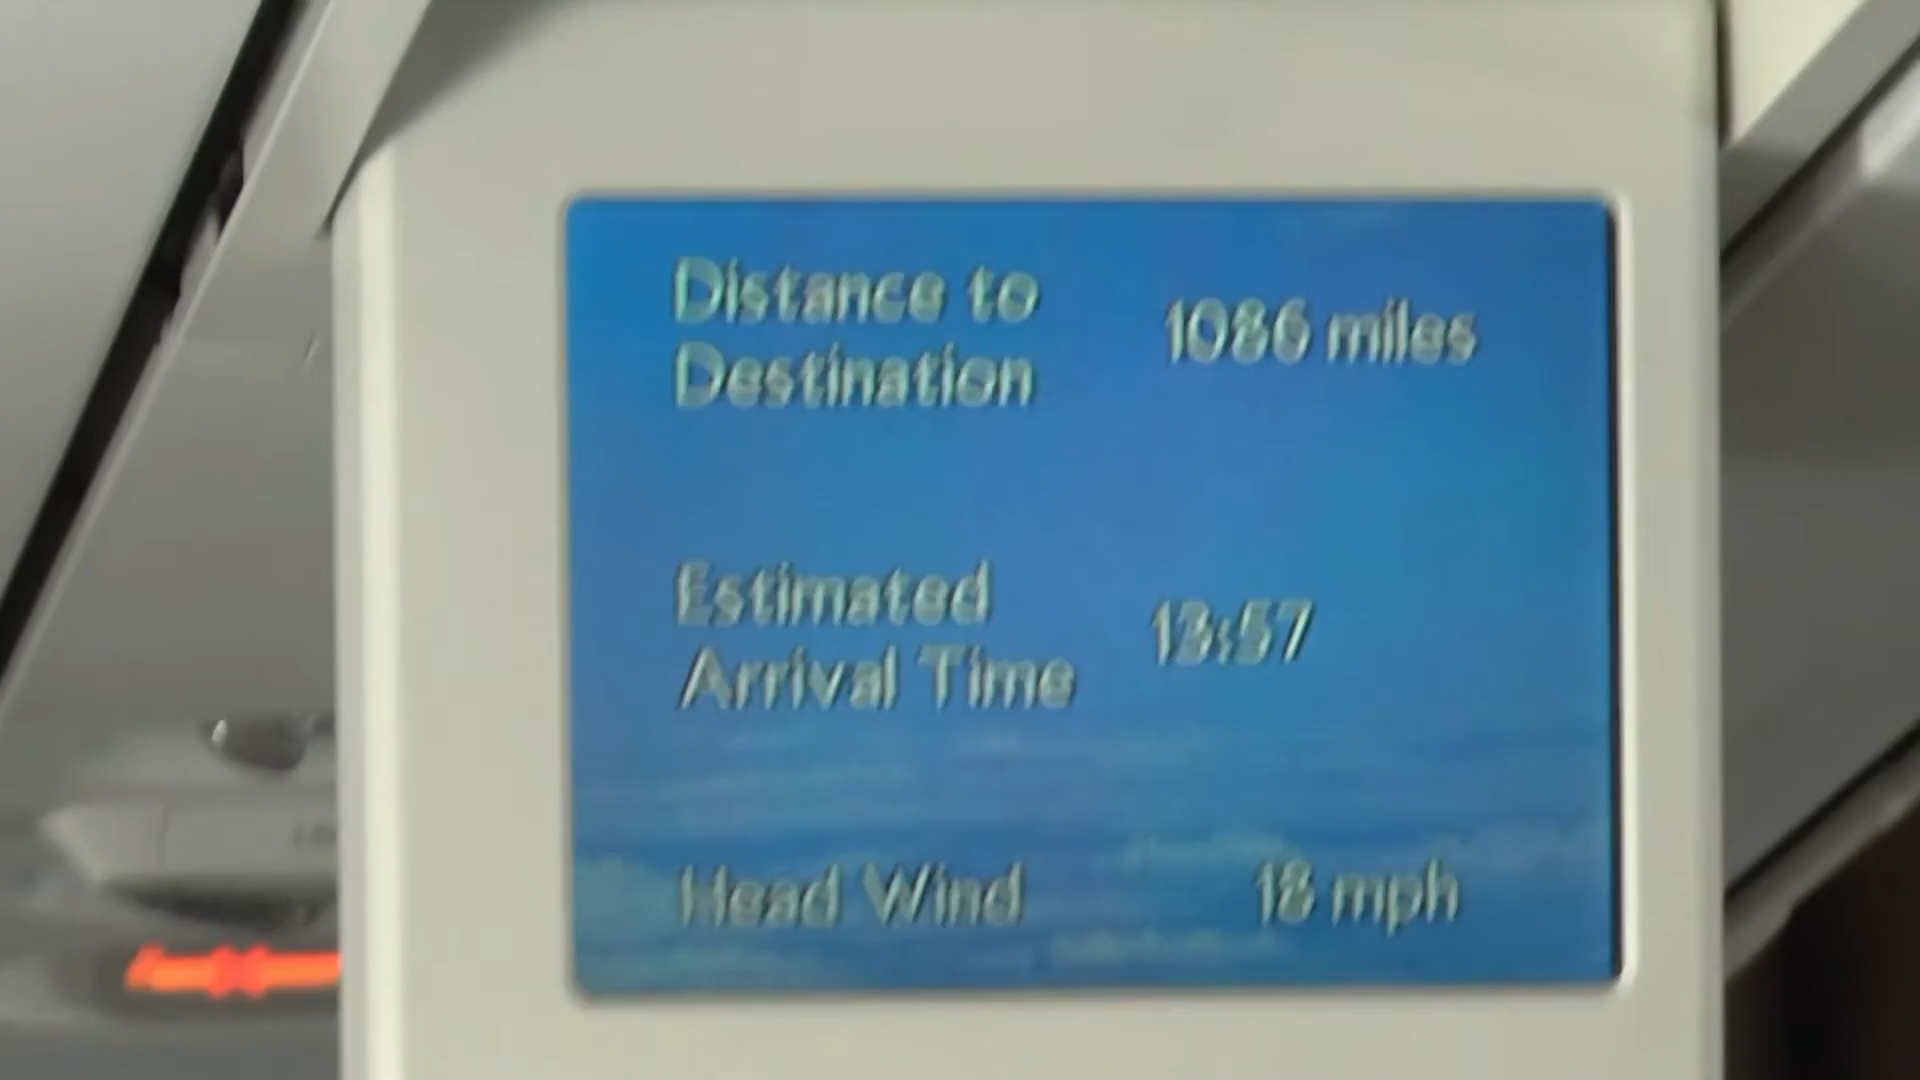 Distance to
Destination
1086 miles
Estimated
Arrival Time
13:57
Head Wind
18 mph